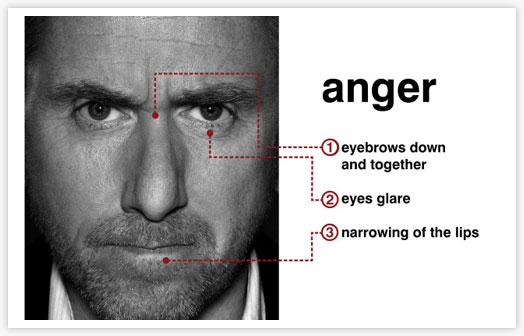 anger
1 eyebrows down
and together
2 eyes glare
3 narrowing of the lips